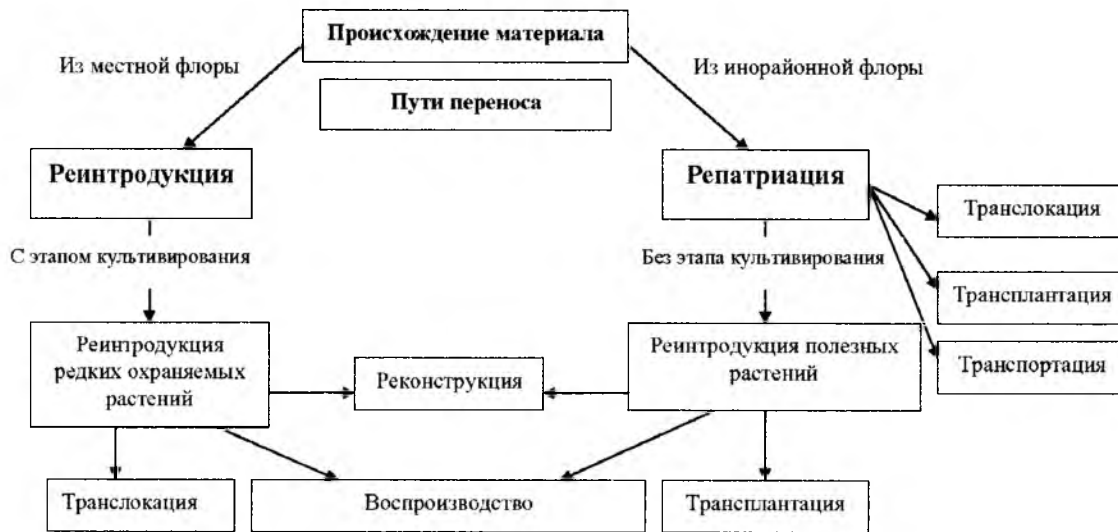 Происхождение материала
Из местной флоры
Из инорайонной флоры
Пути переноса
Реинтродукция
Репатриация
Транслокация
С этапом культивирования
Без этапа культивирования
Трансплантация
Реинтродукция
редких охраняемых
растений
Реконструкция
Реинтродукция полезных
растений
Транспортация
Транслокация
Воспроизводство
Трансплантация